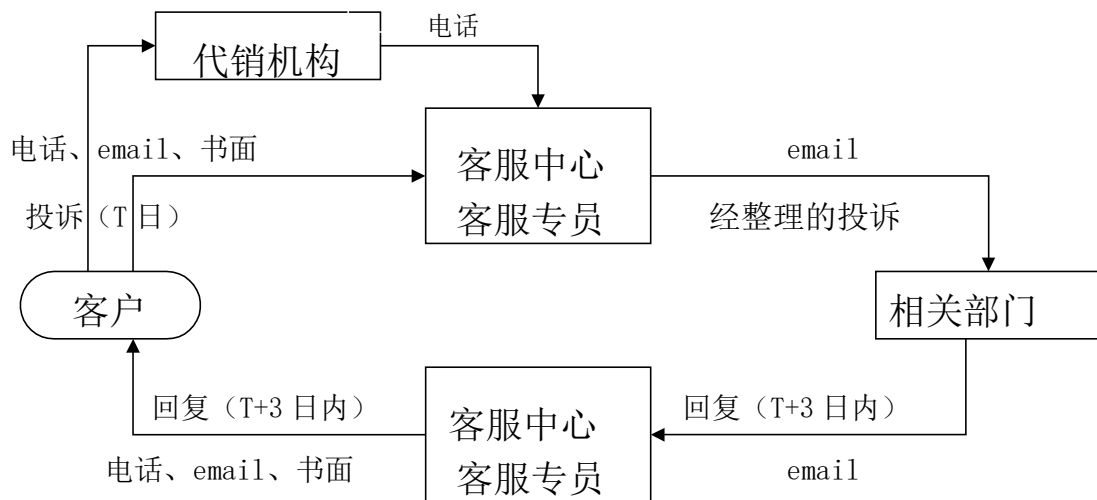 电话
代销机构
电话、email、书面
客服中心
客服专员
email
投诉（T 日）
经整理的投诉
客户
相关部门
回复（T+3 日内）
客服中心
客服专员
回复（T+3 日内）
电话、email、书面
email